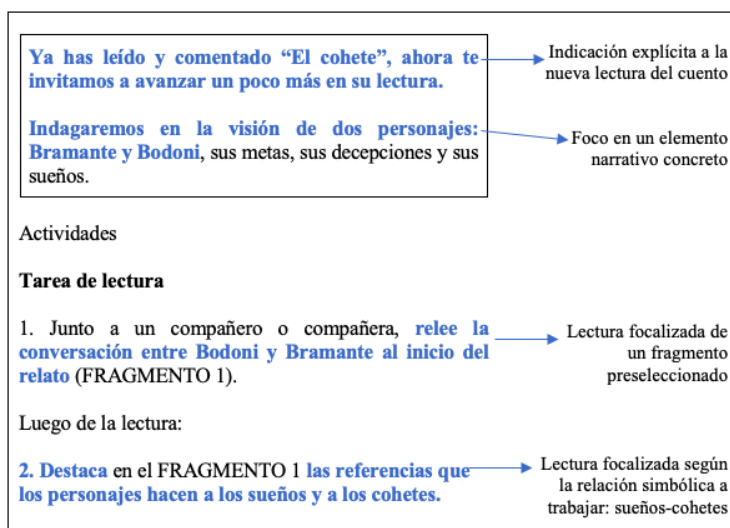 Ya has leído y comentado “El cohete”, ahora te
invitamos a avanzar un poco más en su lectura.
Indicación explícita a la
nueva lectura del cuento
Indagaremos en la visión de dos personajes:
Bramante y Bodoni, sus metas, sus decepciones y sus
sueños.
Foco en un elemento
narrativo concreto
Actividades
Tarea de lectura
1. Junto a un compañero o compañera, relee la
conversación entre Bodoni y Bramante al inicio del
relato (FRAGMENTO 1).
Lectura focalizada de
un fragmento
preseleccionado
Luego de la lectura:
2. Destaca en el FRAGMENTO 1 las referencias que
los personajes hacen a los sueños y a los cohetes.
Lectura focalizada según
la relación simbólica a
trabajar: sueños-cohetes